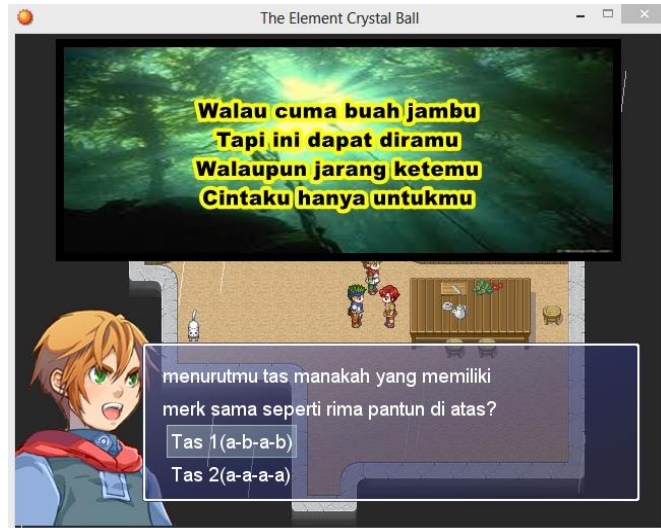 The Element Crystal Ball
Walau cuma buah jambu
Tapi ini dapat diramu
Walaupun jarang ketemu
Cintaku hanya untukmu
menurutmu tas manakah yang memiliki
merk sama seperti rima pantun di atas?
Tas 1(a-b-a-b)
Tas 2(a-a-a-a)